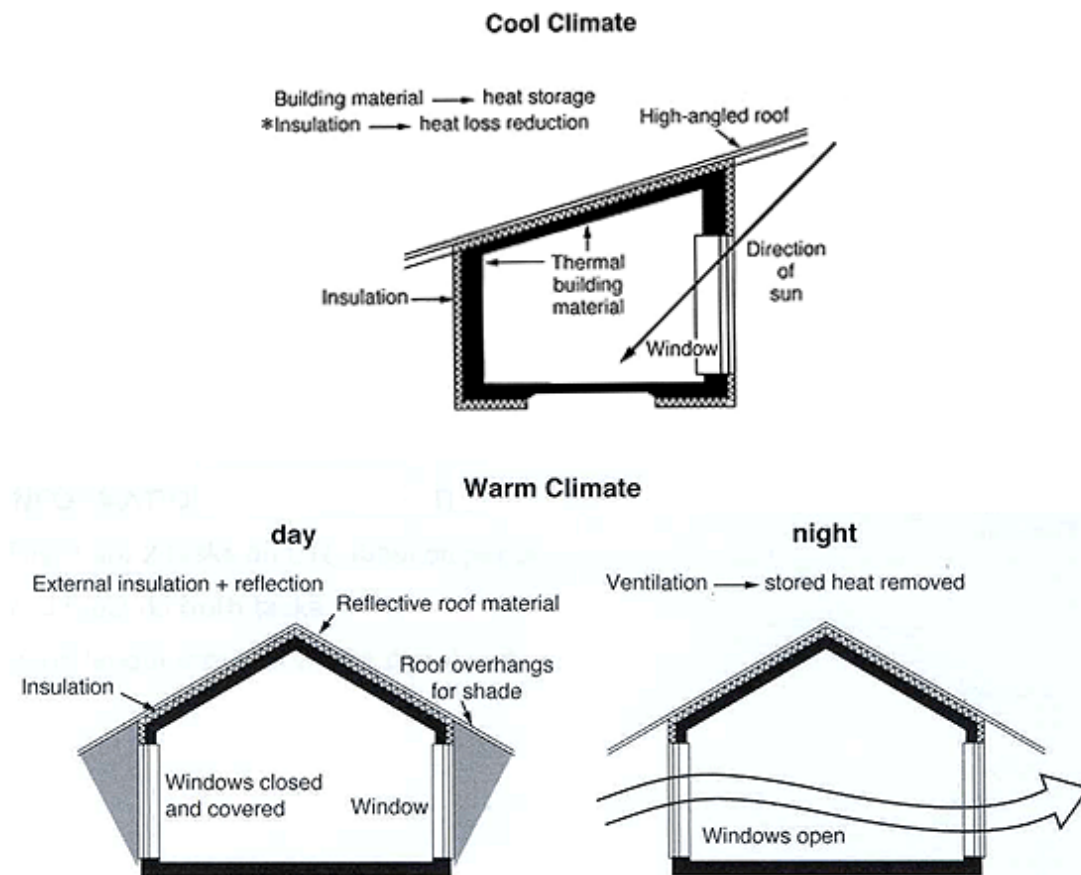 Cool Climate
Building material → heat storage
*Insulation → heat loss reduction
High-angled roof
Thermal
building
material
Direction
of
sun
Insulation
Window
Warm Climate
day
External insulation + reflection
Reflective roof material
Roof overhangs
for shade
Insulation
Windows closed
and covered
Window
night
Ventilation → stored heat removed
Windows open